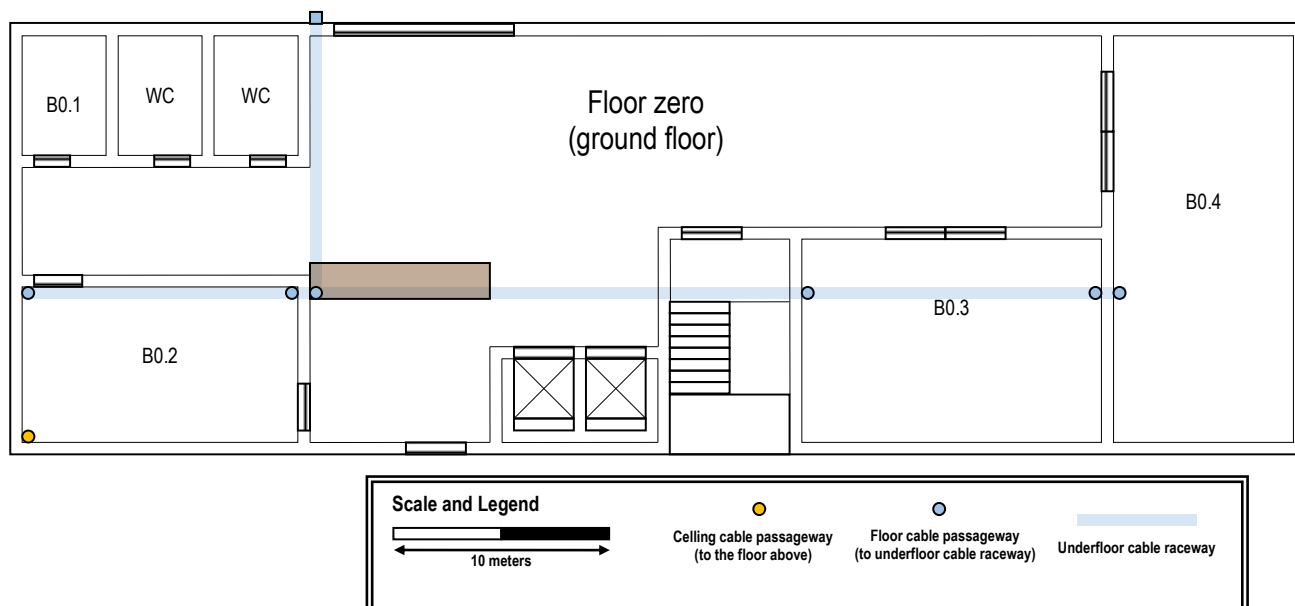 Floor zero
(ground floor)
B0.1
WC
WC
B0.4
B0.3
B0.2
Scale and Legend
10 meters
Celling cable passageway
(to the floor above)
Floor cable passageway
(to underfloor cable raceway)
Underfloor cable raceway